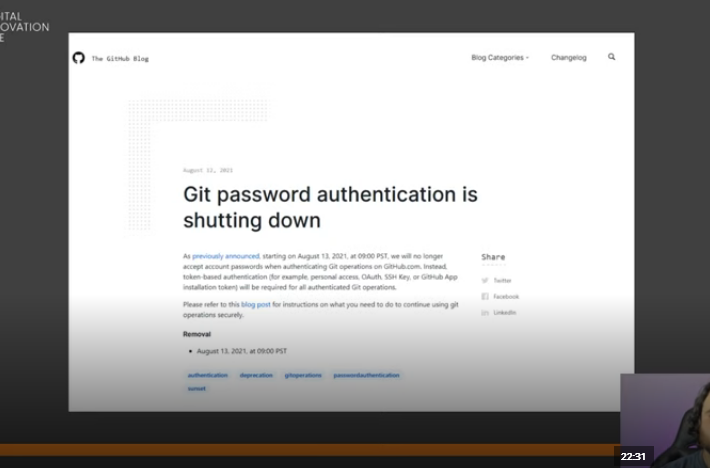 ITAL
OVATION
E
The GitHub Blog
Blog Categories
Changelog
August 12, 2021
Git password authentication is
shutting down
As previously announced, starting on August 13, 2021, at 09:00 PST, we will no longer
accept account passwords when authenticating Git operations on GitHub.com. Instead,
token-based authentication (for example, personal access, OAuth, SSH Key, or GitHub App
installation token) will be required for all authenticated Git operations.
Please refer to this blog post for instructions on what you need to do to continue using git
operations securely.
Removal
• August 13, 2021, at 09:00 PST
authentication deprecation gitoperations passwordauthentication
sunset
Share
Twitter
Facebook
LinkedIn
22:31